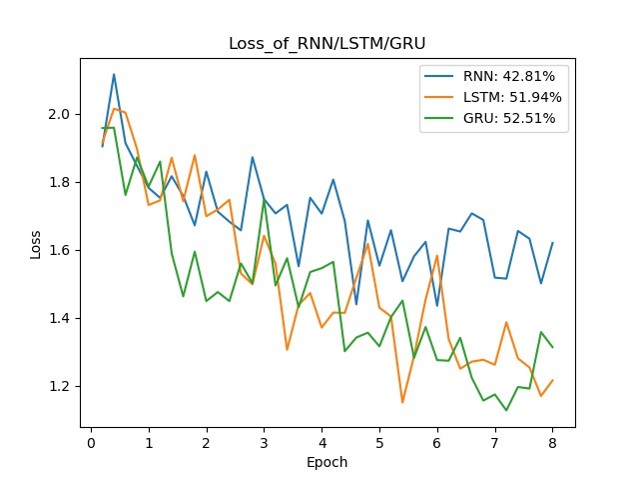 Loss_of_RNN/LSTM/GRU
RNN: 42.81%
LSTM: 51.94%
GRU: 52.51%
2.0
1.8
1.6
1.4
1.2
Loss
0 1 2 3 4 5 6 7 8
Epoch